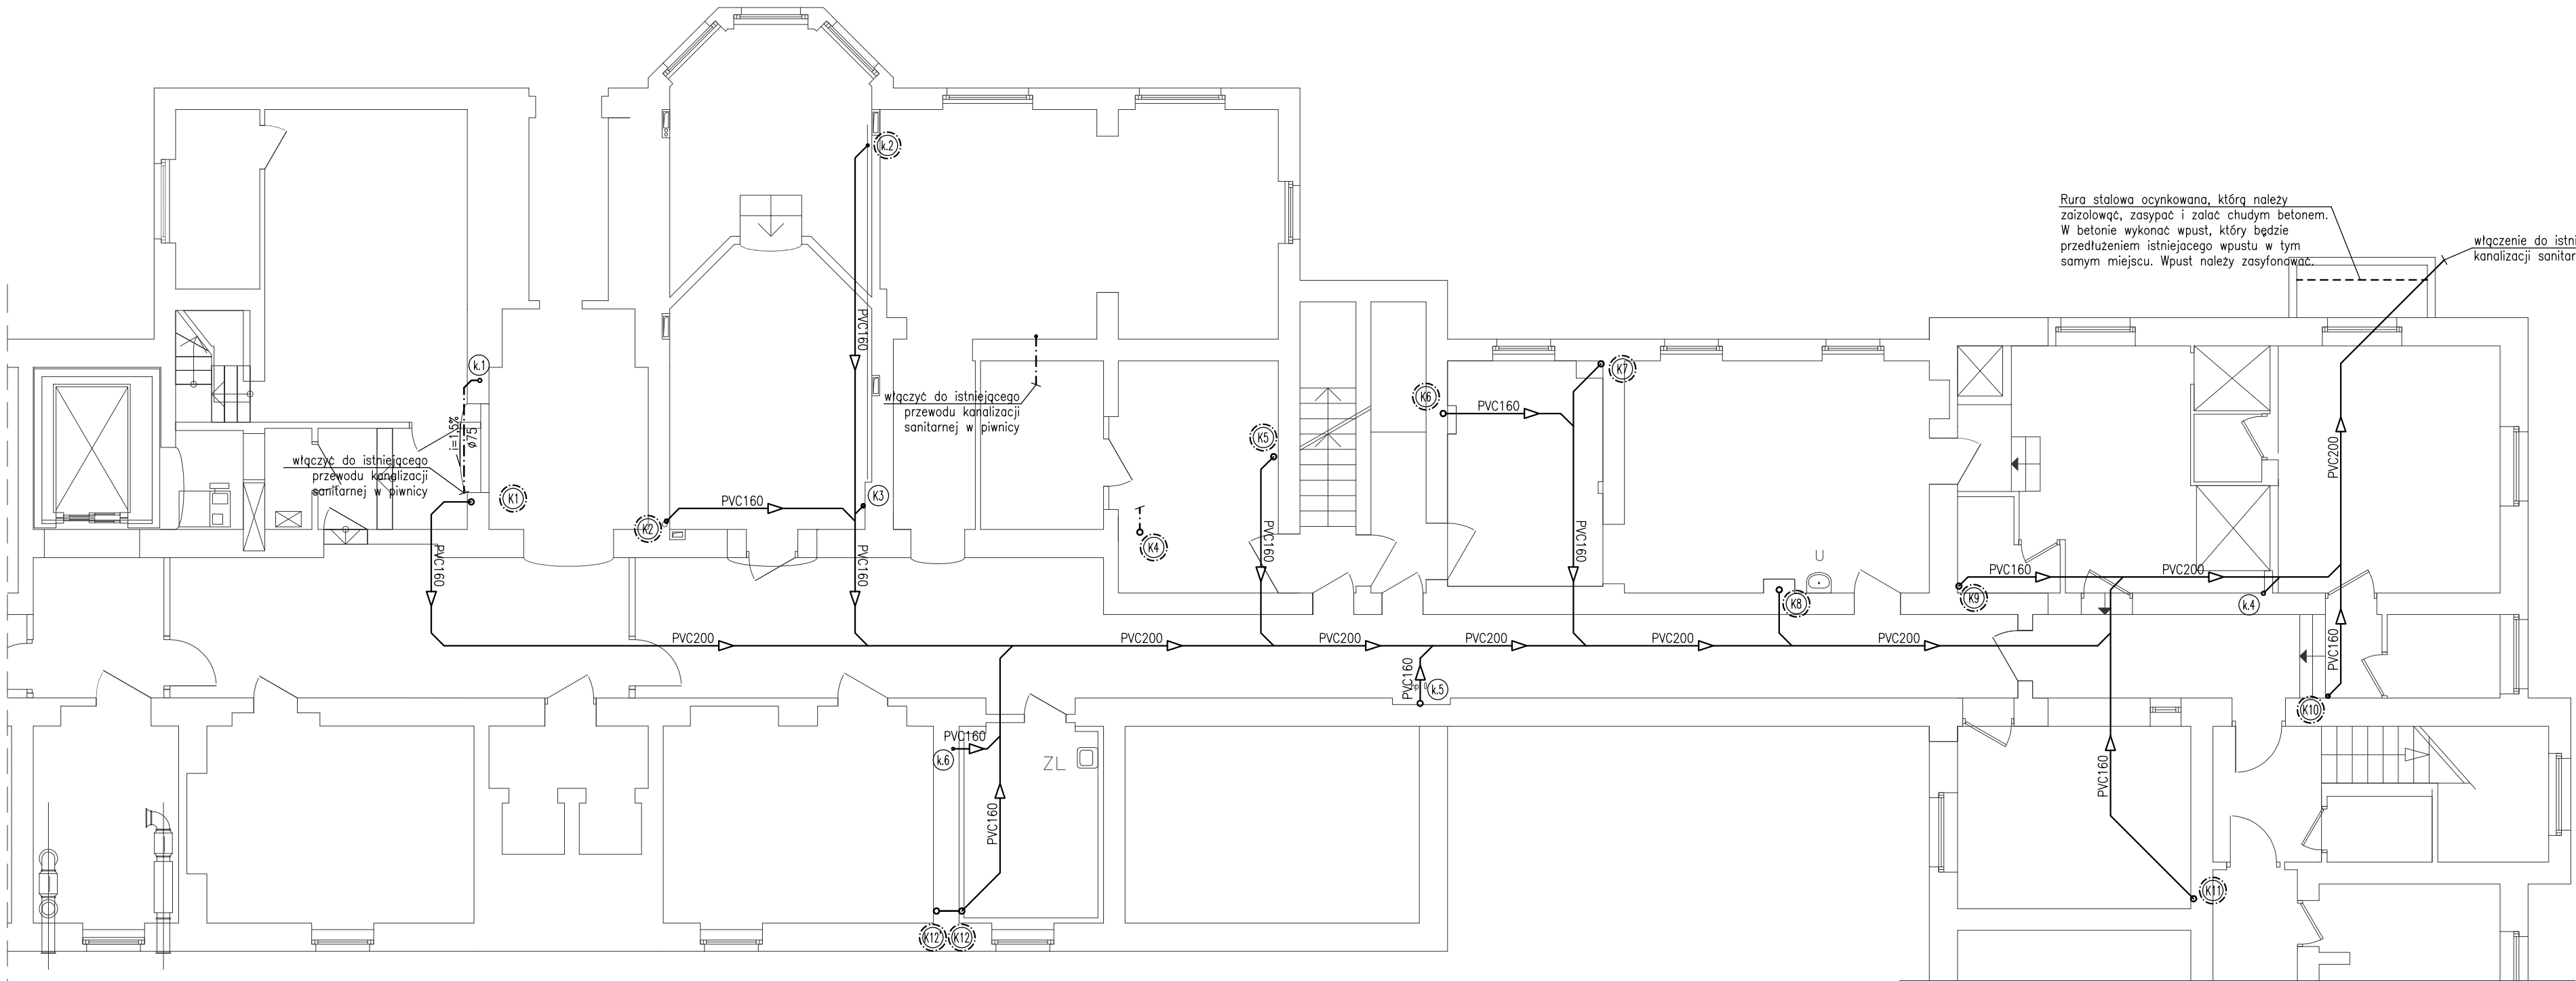 k.2
Rura stalowa ocynkowana, którą należy
zaizolowąć, zasypać i zalać chudym betonem.
W betonie wykonać wpust, który będzie
przedłużeniem istniejacego wpustu w tym
samym miejscu. Wpust należy zasyfonować.
włączenie do istni
kanalizacji sanitar
PVC160
k.1
K7
K6
PVC160
włączyć do istniejącego
przewodu kanalizacji
sanitarnej w piwnicy
i=1,5%
ø75
K5
PVC200
włączyć do istniejącego
przewodu kanalizacji
sanitarnej w piwnicy
K1
PVC160
K2
K3
K4
PVC160
PVC160
PVC160
PVC160
U
PVC160
PVC200
K9
K8
k.4
PVC200
PVC200
PVC200
PVC200
PVC200
PVC200
PVC160
PVC160
k.5
K10
PVC160
k.6
ZL
PVC160
PVC160
K11
K12'
K12